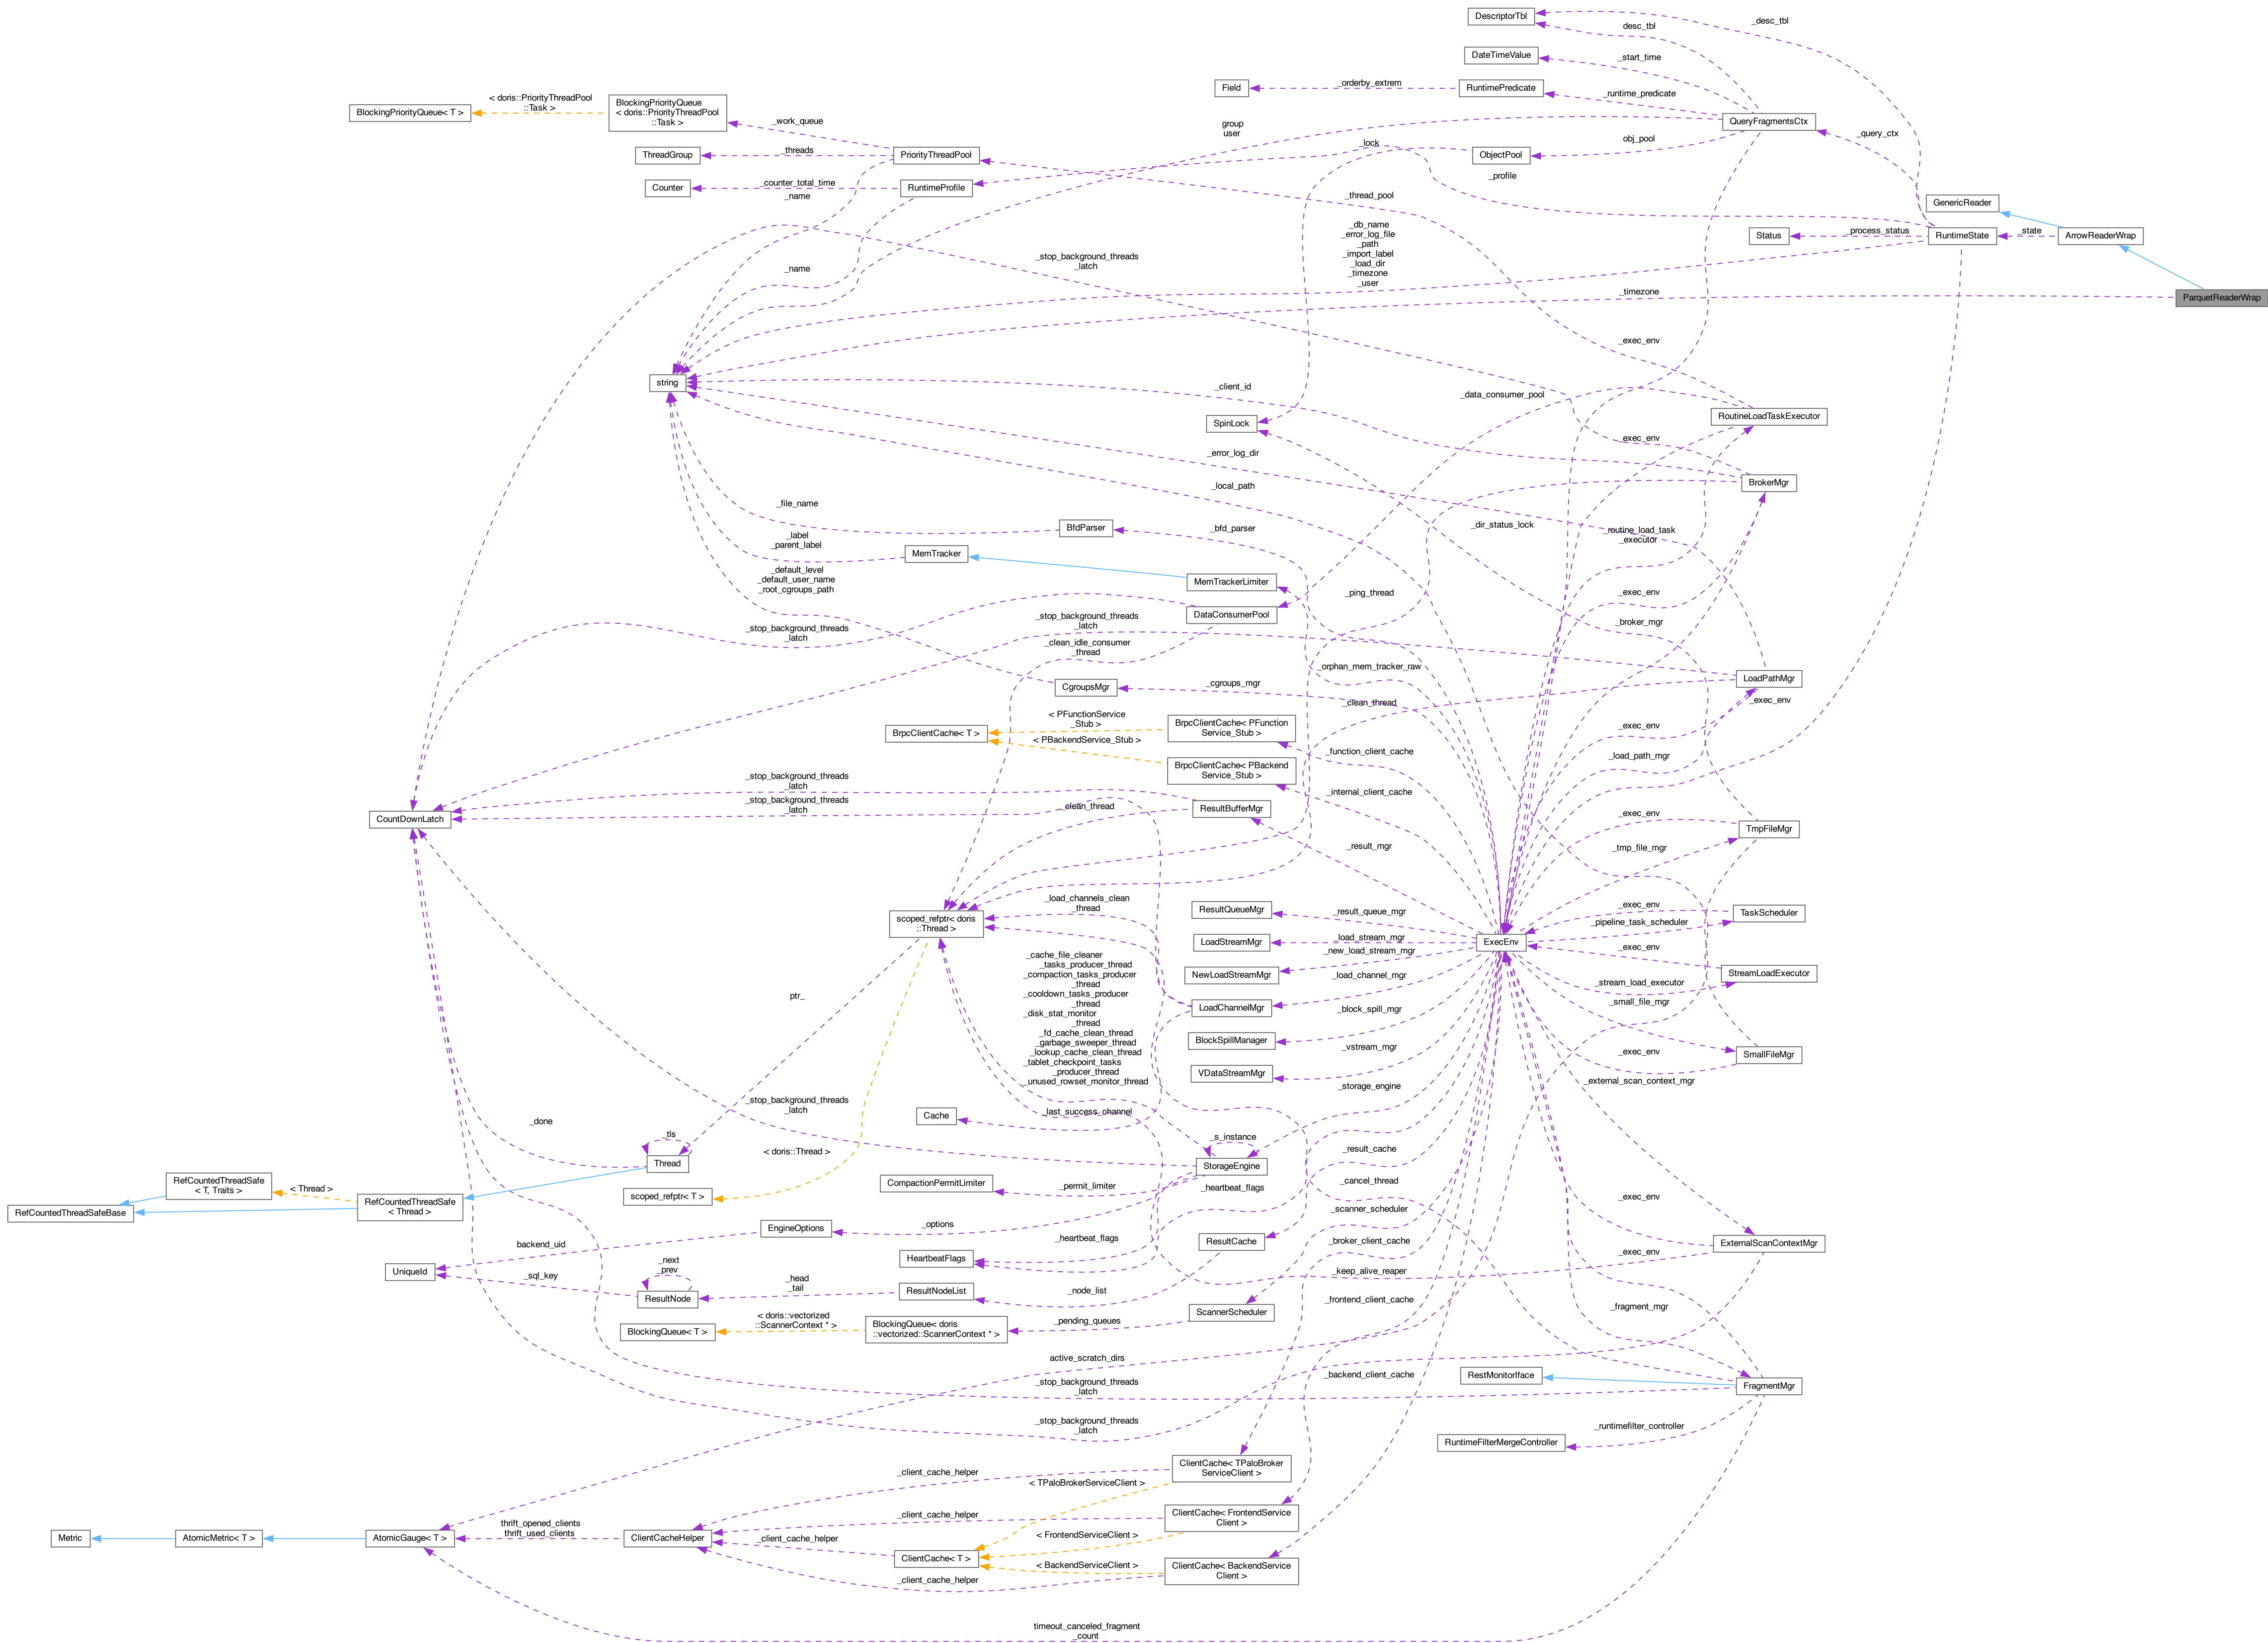 DescriptorTbl
_desc_tbl
desc_tbl
DateTimeValue
_start_time
Field
_orderby_extrem
RuntimePredicate
_runtime_predicate
BlockingPriorityQueue< T >
< doris::PriorityThreadPool
::Task >
BlockingPriorityQueue
< doris::PriorityThreadPool
::Task >
_work_queue
group
user
QueryFragmentsCtx
_query_ctx
ThreadGroup
_threads
PriorityThreadPool
_lock
ObjectPool
obj_pool
Counter
_counter_total_time
RuntimeProfile
_profile
_name
_thread_pool
GenericReader
_db_name
_error_log_file
_path
_import_label
_load_dir
_timezone
_user
Status
_process_status
RuntimeState
_state
ArrowReaderWrap
_stop_background_threads
_latch
_name
_timezone
ParquetReaderWrap
_exec_env
string
_client_id
_data_consumer_pool
SpinLock
RoutineLoadTaskExecutor
_exec_env
_error_log_dir
_local_path
BrokerMgr
_file_name
BfdParser
_bfd_parser
_dir_status_lock
_routine_load_task
_executor
_label
_parent_label
MemTracker
MemTrackerLimiter
_default_level
_default_user_name
_root_cgroups_path
_ping_thread
_exec_env
DataConsumerPool
_stop_background_threads
_latch
_stop_background_threads
_latch
_broker_mgr
_clean_idle_consumer
_thread
_orphan_mem_tracker_raw
CgroupsMgr
_cgroups_mgr
LoadPathMgr
_clean_thread
_exec_env
BrpcClientCache< T >
< PFunctionService
_Stub >
BrpcClientCache< PFunction
Service_Stub >
_exec_env
< PBackendService_Stub >
_function_client_cache
_load_path_mgr
BrpcClientCache< PBackend
Service_Stub >
_stop_background_threads
_latch
_internal_client_cache
_stop_background_threads
_latch
_clean_thread
ResultBufferMgr
_exec_env
CountDownLatch
TmpFileMgr
_result_mgr
_tmp_file_mgr
scoped_refptr< doris
::Thread >
_load_channels_clean
_thread
ResultQueueMgr
_result_queue_mgr
_exec_env
TaskScheduler
_pipeline_task_scheduler
LoadStreamMgr
_load_stream_mgr
ExecEnv
_new_load_stream_mgr
_exec_env
_cache_file_cleaner
_tasks_producer_thread
_compaction_tasks_producer
_thread
_cooldown_tasks_producer
_thread
_disk_stat_monitor
_thread
_fd_cache_clean_thread
_garbage_sweeper_thread
_lookup_cache_clean_thread
_tablet_checkpoint_tasks
_producer_thread
_unused_rowset_monitor_thread
NewLoadStreamMgr
_load_channel_mgr
StreamLoadExecutor
_stream_load_executor
ptr_
LoadChannelMgr
_block_spill_mgr
_small_file_mgr
BlockSpillManager
_vstream_mgr
_exec_env
SmallFileMgr
VDataStreamMgr
_storage_engine
_external_scan_context_mgr
_stop_background_threads
_latch
Cache
_last_success_channel
_done
_tls
_s_instance
_result_cache
< doris::Thread >
Thread
StorageEngine
RefCountedThreadSafe
< T, Traits >
< Thread >
RefCountedThreadSafe
< Thread >
scoped_refptr< T >
CompactionPermitLimiter
_permit_limiter
_heartbeat_flags
_cancel_thread
_exec_env
RefCountedThreadSafeBase
_scanner_scheduler
EngineOptions
_options
backend_uid
_heartbeat_flags
ResultCache
_broker_client_cache
ExternalScanContextMgr
_exec_env
HeartbeatFlags
UniqueId
_sql_key
_next
_prev
_head
_tail
_keep_alive_reaper
ResultNode
ResultNodeList
_node_list
_frontend_client_cache
_fragment_mgr
ScannerScheduler
< doris::vectorized
::ScannerContext * >
_pending_queues
BlockingQueue< T >
BlockingQueue< doris
::vectorized::ScannerContext * >
active_scratch_dirs
_backend_client_cache
RestMonitorIface
_stop_background_threads
_latch
FragmentMgr
_stop_background_threads
_latch
_runtimefilter_controller
RuntimeFilterMergeController
_client_cache_helper
ClientCache< TPaloBroker
ServiceClient >
< TPaloBrokerServiceClient >
_client_cache_helper
ClientCache< FrontendService
Client >
Metric
AtomicMetric< T >
AtomicGauge< T >
thrift_opened_clients
thrift_used_clients
ClientCacheHelper
_client_cache_helper
< FrontendServiceClient >
ClientCache< T >
< BackendServiceClient >
ClientCache< BackendService
Client >
_client_cache_helper
timeout_canceled_fragment
_count